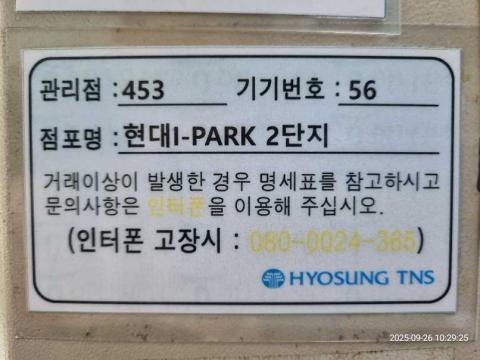 관리점 : 453 기기번호 : 56
점포명 : 현대I-PARK 2단지
거래이상이 발생한 경우 명세표를 참고하시고
문의사항은 인터폰을 이용해 주십시오.
(인터폰 고장시 : 080-0024-365)
HYOSUNG TNS
2025-09-26 10:29:25